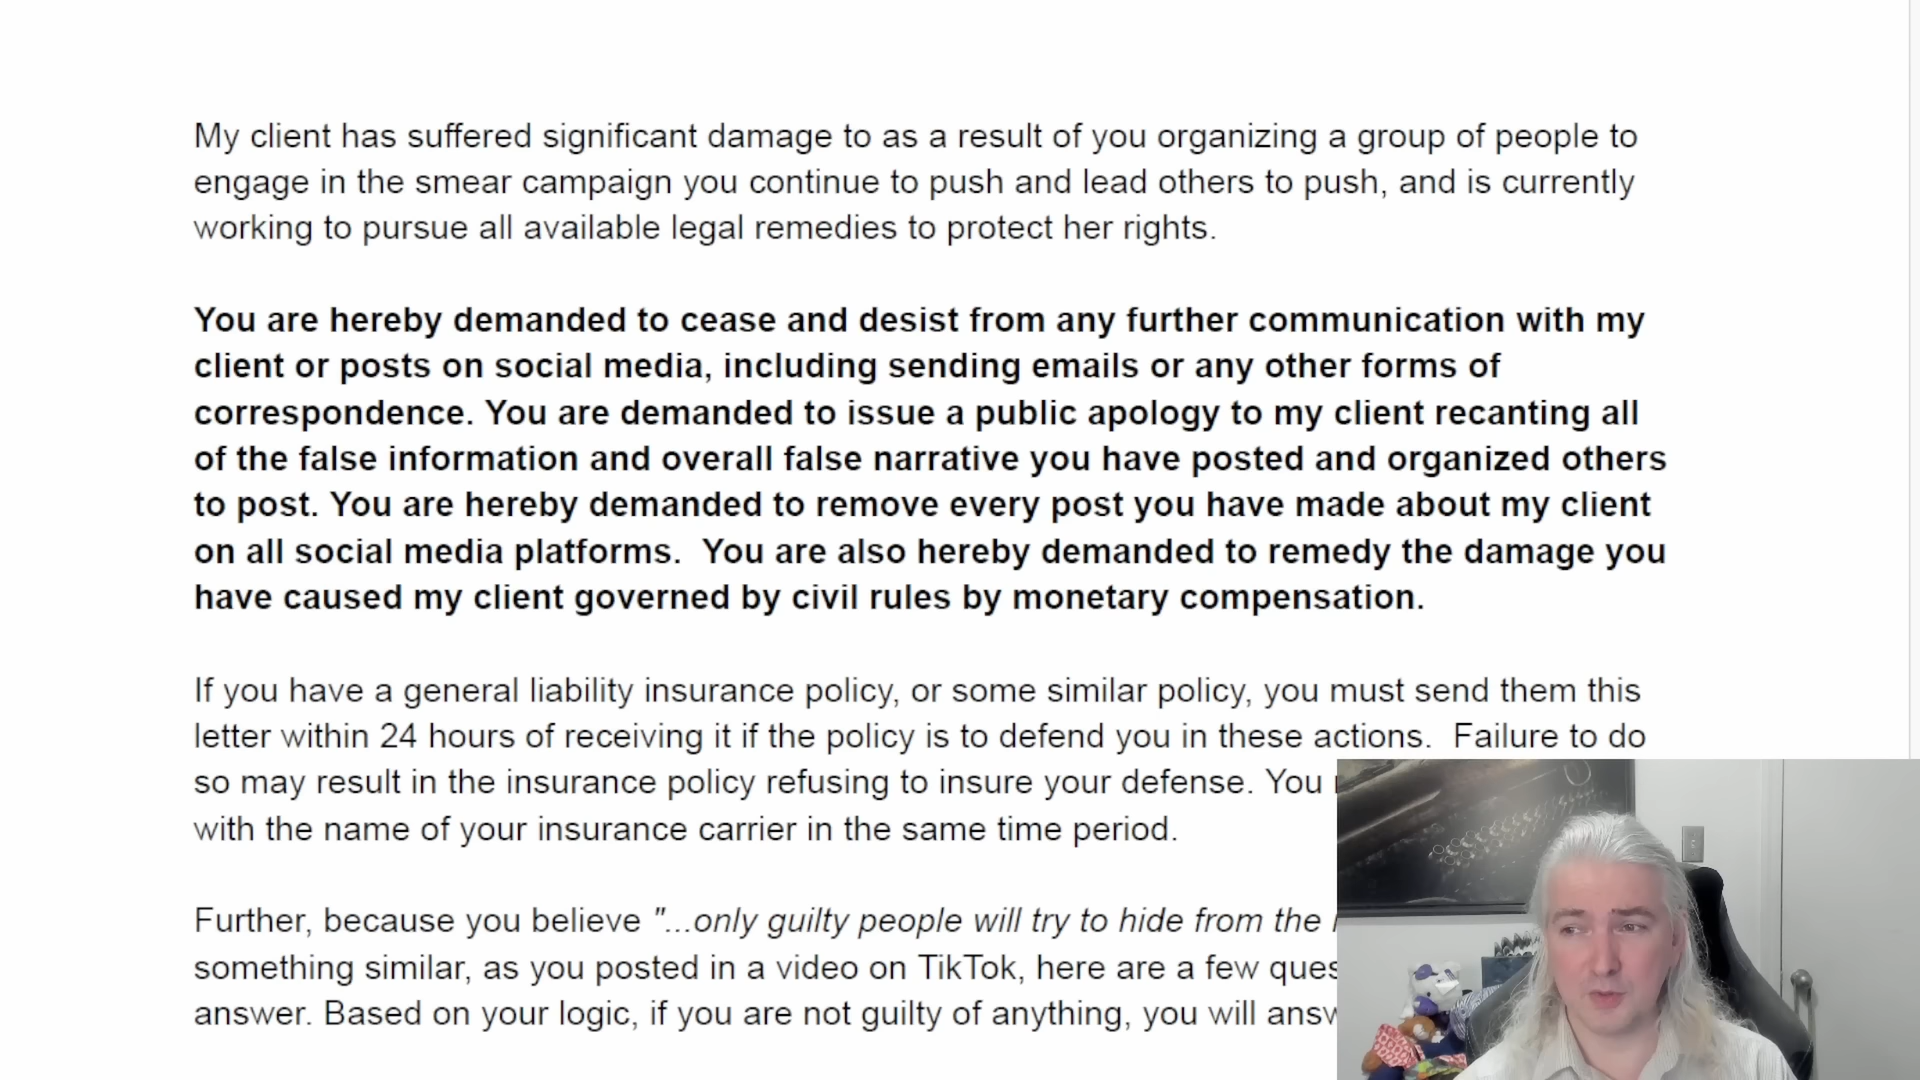 My client has suffered significant damage to as a result of you organizing a group of people to
engage in the smear campaign you continue to push and lead others to push, and is currently
working to pursue all available legal remedies to protect her rights.
You are hereby demanded to cease and desist from any further communication with my
client or posts on social media, including sending emails or any other forms of
correspondence. You are demanded to issue a public apology to my client recanting all
of the false information and overall false narrative you have posted and organized others
to post. You are hereby demanded to remove every post you have made about my client
on all social media platforms.  You are also hereby demanded to remedy the damage you
have caused my client governed by civil rules by monetary compensation.
If you have a general liability insurance policy, or some similar policy, you must send them this
letter within 24 hours of receiving it if the policy is to defend you in these actions.  Failure to do
so may result in the insurance policy refusing to insure your defense. You
with the name of your insurance carrier in the same time period.
Further, because you believe "...only guilty people will try to hide from the
something similar, as you posted in a video on TikTok, here are a few
answer. Based on your logic, if you are not guilty of anything, you will